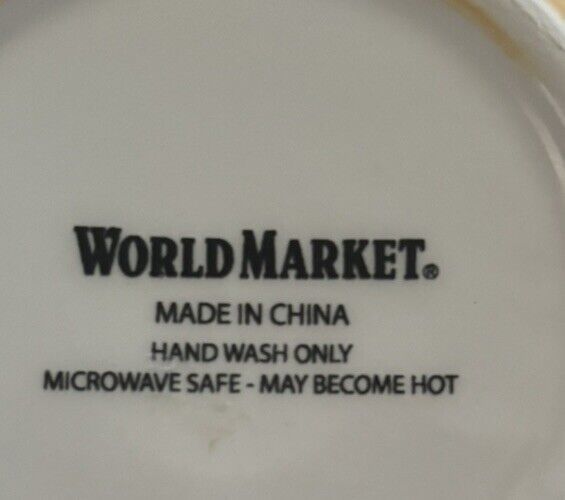 WORLD MARKET®
MADE IN CHINA
HAND WASH ONLY
MICROWAVE SAFE - MAY BECOME HOT